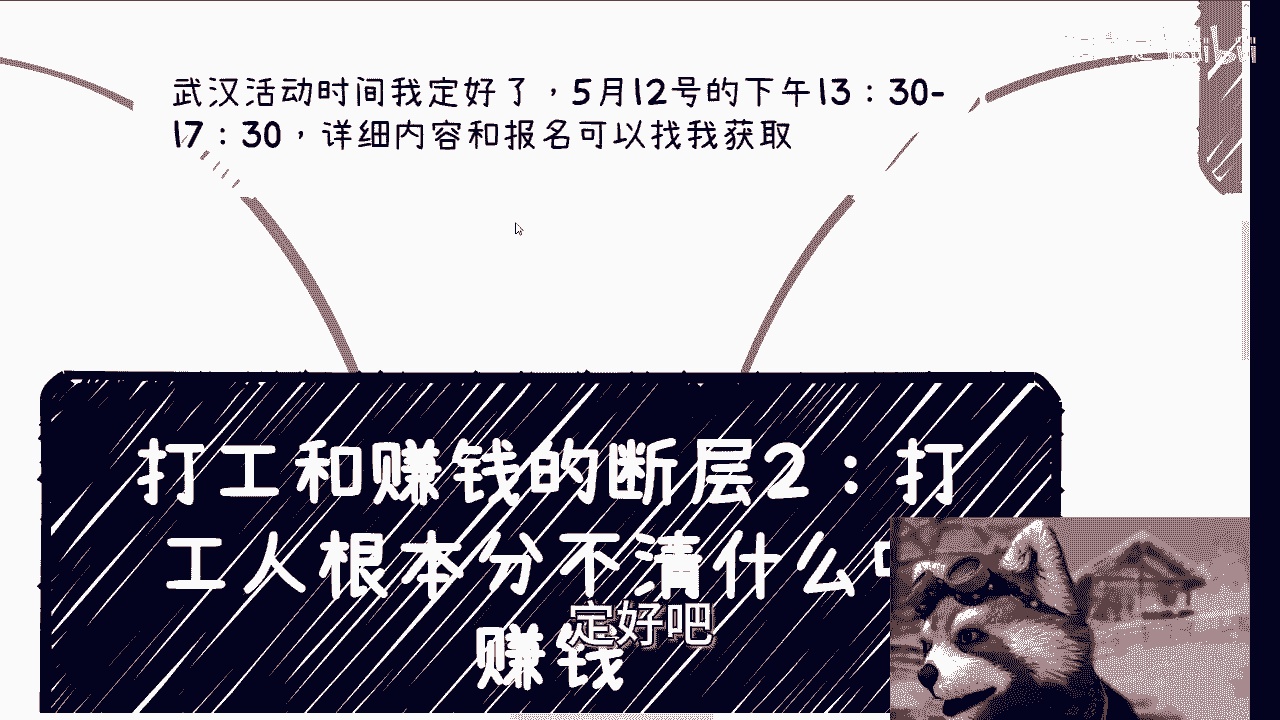 武汉活动时间我定好了，5月12号的下午13：30-
17：30，详细内容和报名可以找我获取
打工和赚钱的断层2：打
工人根本分不清什么
赚钱
定好吧